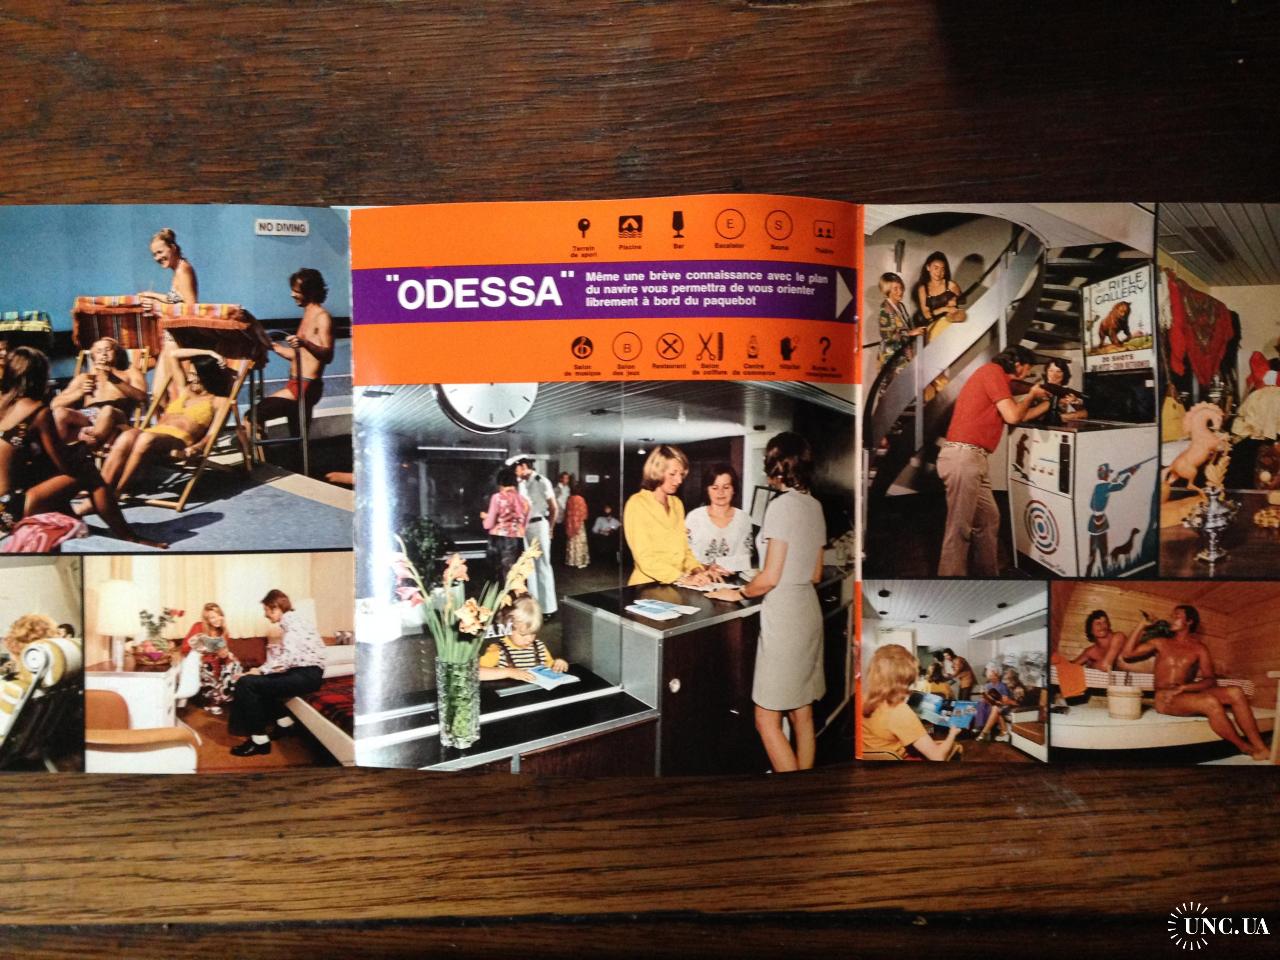 NO DIVING
Terrain
de sport
Piscine
Bar
E
Escalator
S
Sauna
Théâtre
"ODESSA"
Même une brève connaissance avec le plan
du navire vous permettra de vous orienter
librement à bord du paquebot
Salon
de musique
B
Salon
des jeux
Restaurant
Salon
de coiffure
Centre
de commerce
Hôpital
?
RIFLE
GALLERY
20 SHOTS
AM
UNC.UA